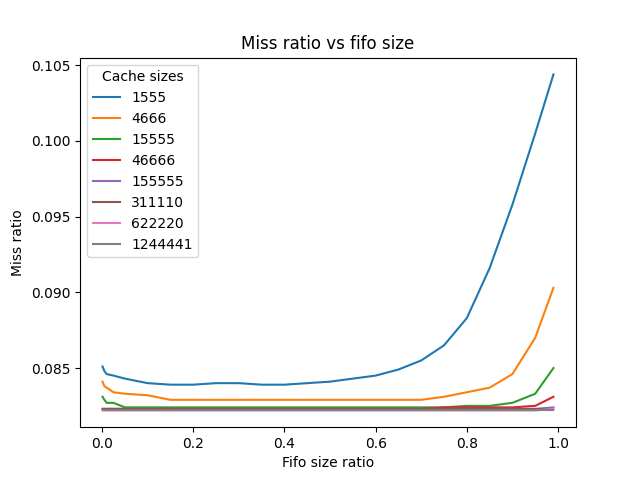 Miss ratio vs fifo size
Miss ratio
0.105
0.100
0.095
0.090
0.085
Cache sizes
1555
4666
15555
46666
155555
311110
622220
1244441
0.0 0.2 0.4 0.6 0.8 1.0
Fifo size ratio